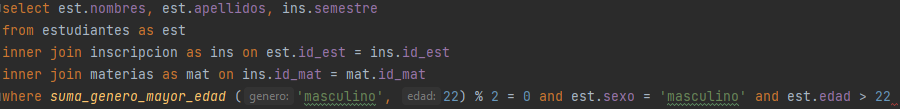 select est.nombres, est.apellidos, ins.semestre
from estudiantes as est
inner join inscripcion as ins on est.id_est = ins.id_est
inner join materias as mat on ins.id_mat = mat.id_mat
where suma_genero_mayor_edad ( genero: 'masculino', edad: 22) % 2 = 0 and est.sexo = 'masculino' and est.edad > 22